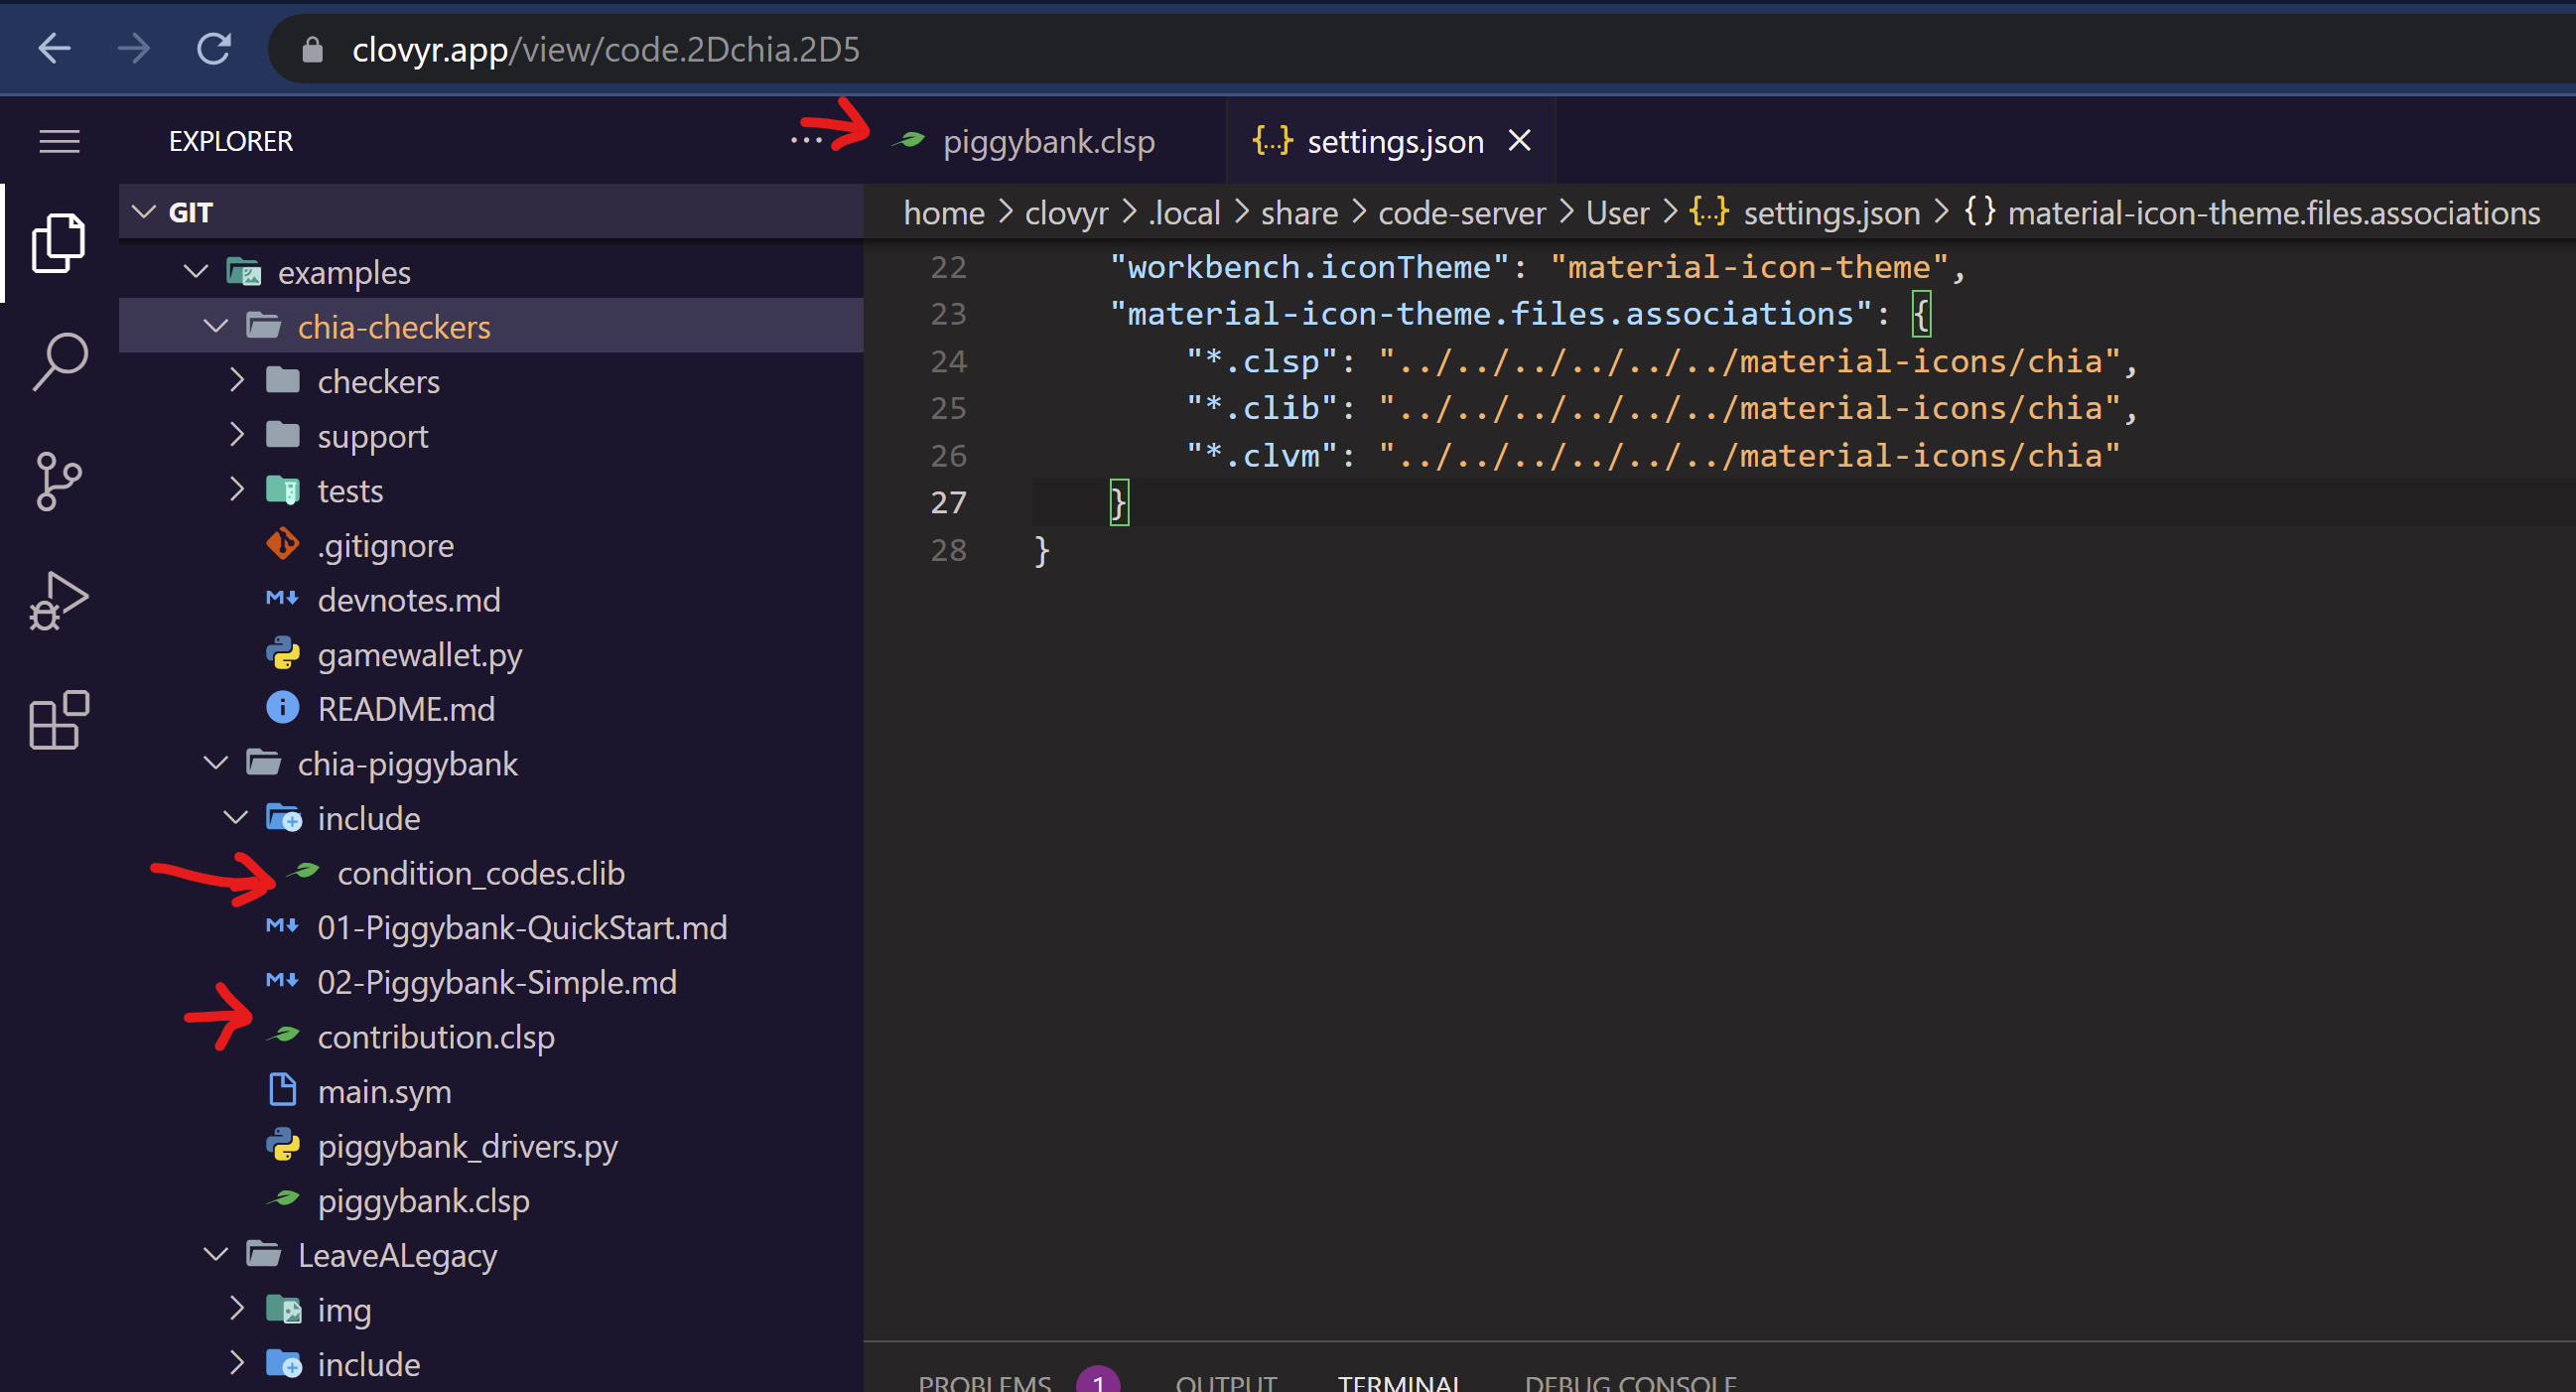 clovyr.app/view/code.2Dchia.2D5
EXPLORER
piggybank.clsp
{..} settings.json
GIT
home > clovyr > .local > share > code-server > User > {..} settings.json > {} material-icon-theme.files.associations
examples
chia-checkers
checkers
support
tests
.gitignore
M↓ devnotes.md
gamewallet.py
i README.md
chia-piggybank
include
condition_codes.clib
M↓ 01-Piggybank-QuickStart.md
M↓ 02-Piggybank-Simple.md
contribution.clsp
main.sym
piggybank_drivers.py
piggybank.clsp
LeaveALegacy
img
include
22 "workbench.iconTheme": "material-icon-theme",
23 "material-icon-theme.files.associations": {
24 "*.clsp": "../../../../../../material-icons/chia",
25 "*.clib": "../../../../../../material-icons/chia",
26 "*.clvm": "../../../../../../material-icons/chia"
27 }
28 }
PROBLEMS 1 OUTPUT TERMINAL DEBUG CONSOLE